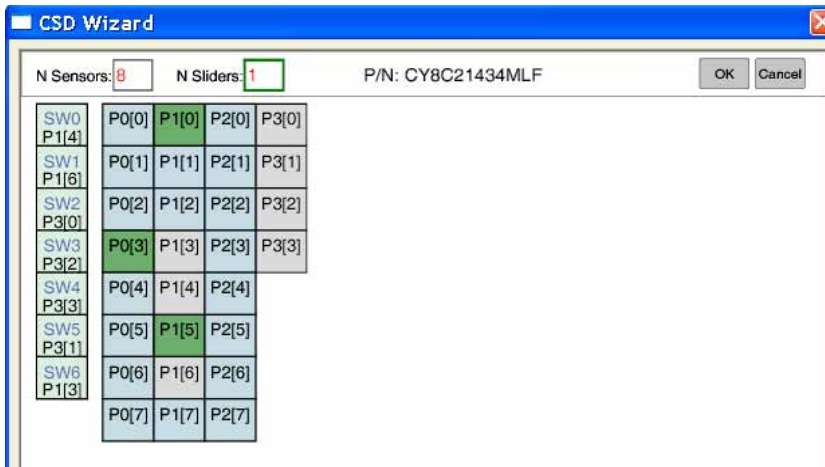 CSD Wizard
N Sensors: 8 N Sliders: 1 P/N: CY8C21434MLF OK Cancel
SW0 P0[0] P1[0] P2[0] P3[0]
P1[4]
SW1 P0[1] P1[1] P2[1] P3[1]
P1[6]
SW2 P0[2] P1[2] P2[2] P3[2]
P3[0]
SW3 P0[3] P1[3] P2[3] P3[3]
P3[2]
SW4 P0[4] P1[4] P2[4]
P3[3]
SW5 P0[5] P1[5] P2[5]
P3[1]
SW6 P0[6] P1[6] P2[6]
P1[3]
P0[7] P1[7] P2[7]